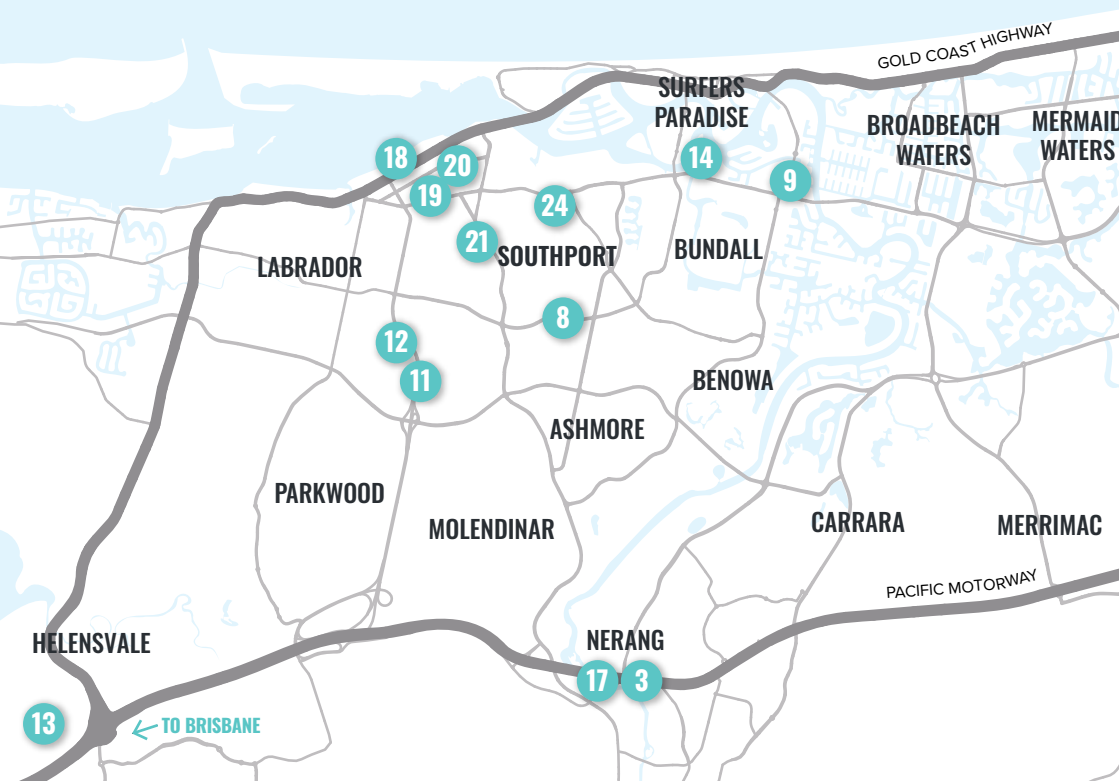 GOLD COAST HIGHWAY
SURFERS
PARADISE
BROADBEACH
WATERS
MERMAID
WATERS
18
20
14
19
9
24
21
SOUTHPORT
BUNDALL
LABRADOR
8
12
11
BENOWA
ASHMORE
PARKWOOD
MOLENDINAR
CARRARA
MERRIMAC
PACIFIC MOTORWAY
HELENSVALE
NERANG
17
3
13
TO BRISBANE